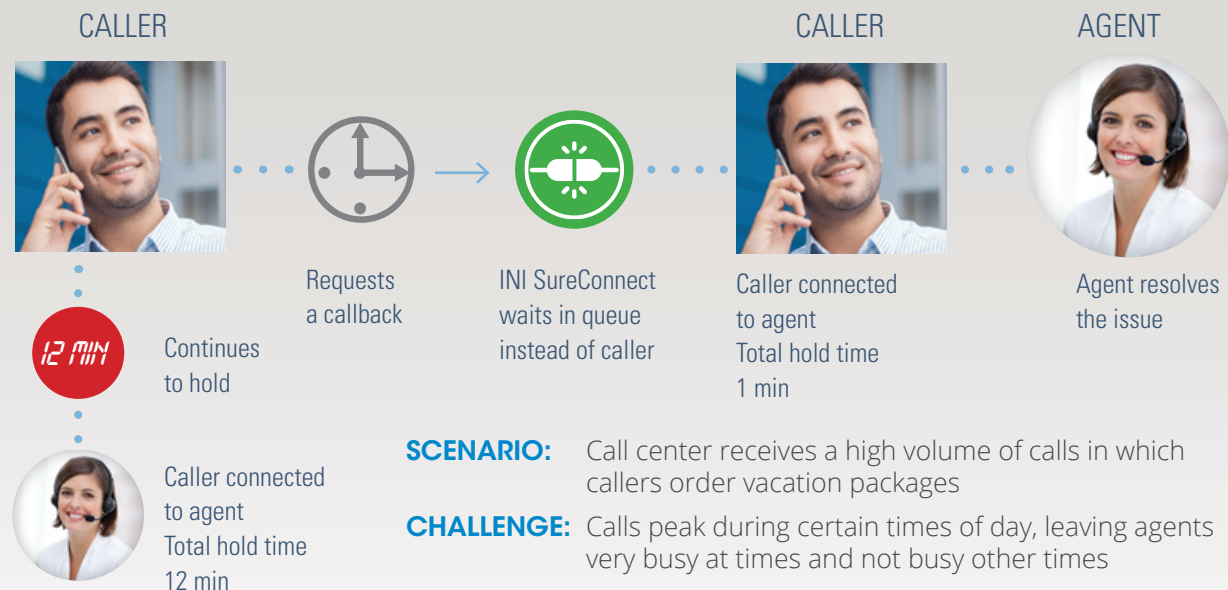 CALLER
CALLER
AGENT
Requests
a callback
INI SureConnect
waits in queue
instead of caller
Caller connected
to agent
Total hold time
1 min
Agent resolves
the issue
12 MIN
Continues
to hold
Caller connected
to agent
Total hold time
12 min
SCENARIO: Call center receives a high volume of calls in which
callers order vacation packages
CHALLENGE: Calls peak during certain times of day, leaving agents
very busy at times and not busy other times